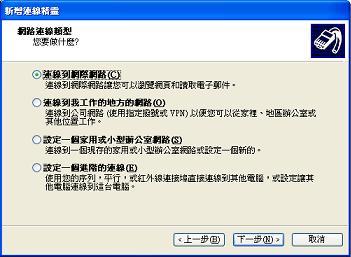 新增連線精靈
網路連線類型
您要做什麼?
連線到網際網路(C)
連線到網際網路讓您可以瀏覽網頁和讀取電子郵件。
連線到我工作的地方的網路(O)
連線到公司網路 (使用指定撥號或 VPN),以便您可以從家裡、地區辦公室或
其他位置工作。
設定一個家用或小型辦公室網路(S)
連線到一個現存的家用或小型辦公室網路或設定一個新的。
設定一個進階的連線(E)
使用您的序列,平行,或紅外線連接埠直接連線到其他電腦,或設定讓其
他電腦連線到這台電腦。
<上一步(B) 下一步(N)> 取消